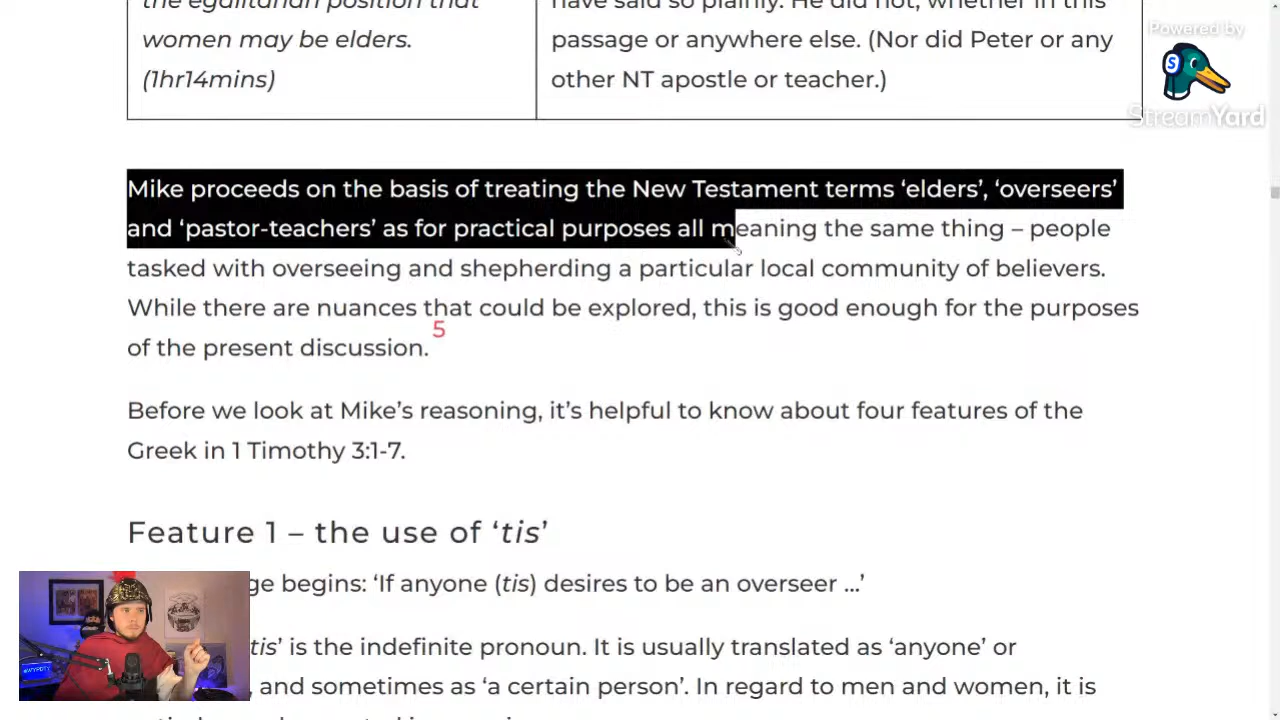 the egalitarian position that
women may be elders.
(1hr14mins)
have said so plainly. He did not, whether in this
passage or anywhere else. (Nor did Peter or any
other NT apostle or teacher.)
Powered by
S
StreamYard
Mike proceeds on the basis of treating the New Testament terms ‘elders’, ‘overseers’
and ‘pastor-teachers’ as for practical purposes all meaning the same thing – people
tasked with overseeing and shepherding a particular local community of believers.
While there are nuances that could be explored, this is good enough for the purposes
of the present discussion.5
Before we look at Mike’s reasoning, it’s helpful to know about four features of the
Greek in 1 Timothy 3:1-7.
Feature 1 – the use of ‘tis’
ge begins: ‘If anyone (tis) desires to be an overseer …’
tis’ is the indefinite pronoun. It is usually translated as ‘anyone’ or
, and sometimes as ‘a certain person’. In regard to men and women, it is